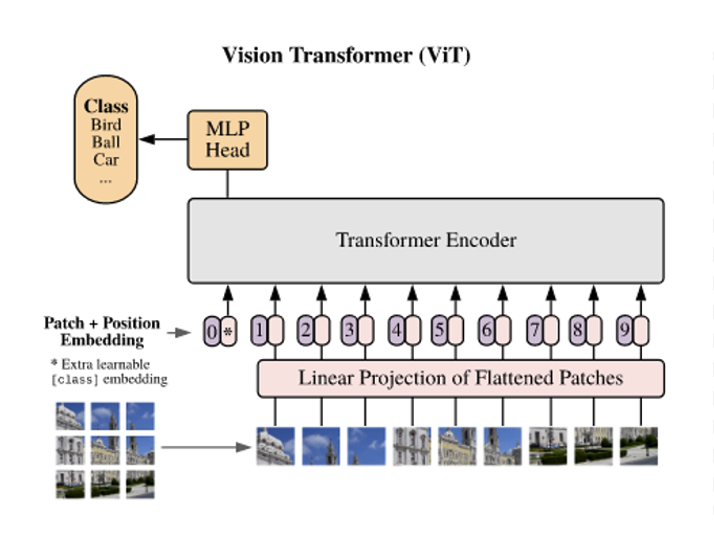 Vision Transformer (ViT)
Class
Bird
Ball
Car
...
MLP
Head
Transformer Encoder
Patch + Position
Embedding
0 * 1 2 3 4 5 6 7 8 9
* Extra learnable
[class] embedding
Linear Projection of Flattened Patches